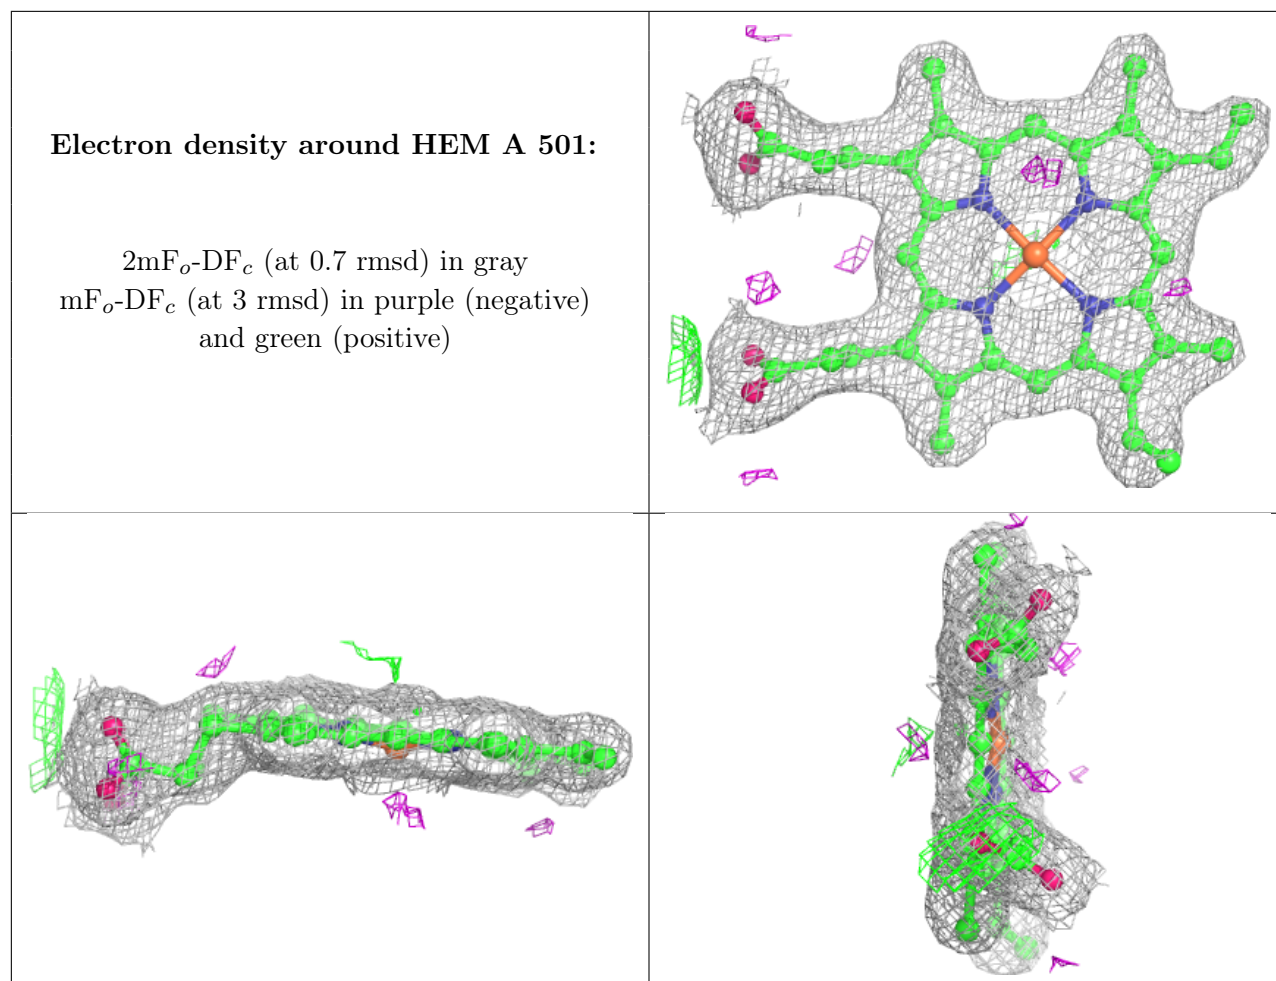 Electron density around HEM A 501:
2mFo-DFc (at 0.7 rmsd) in gray
mFo-DFc (at 3 rmsd) in purple (negative)
and green (positive)